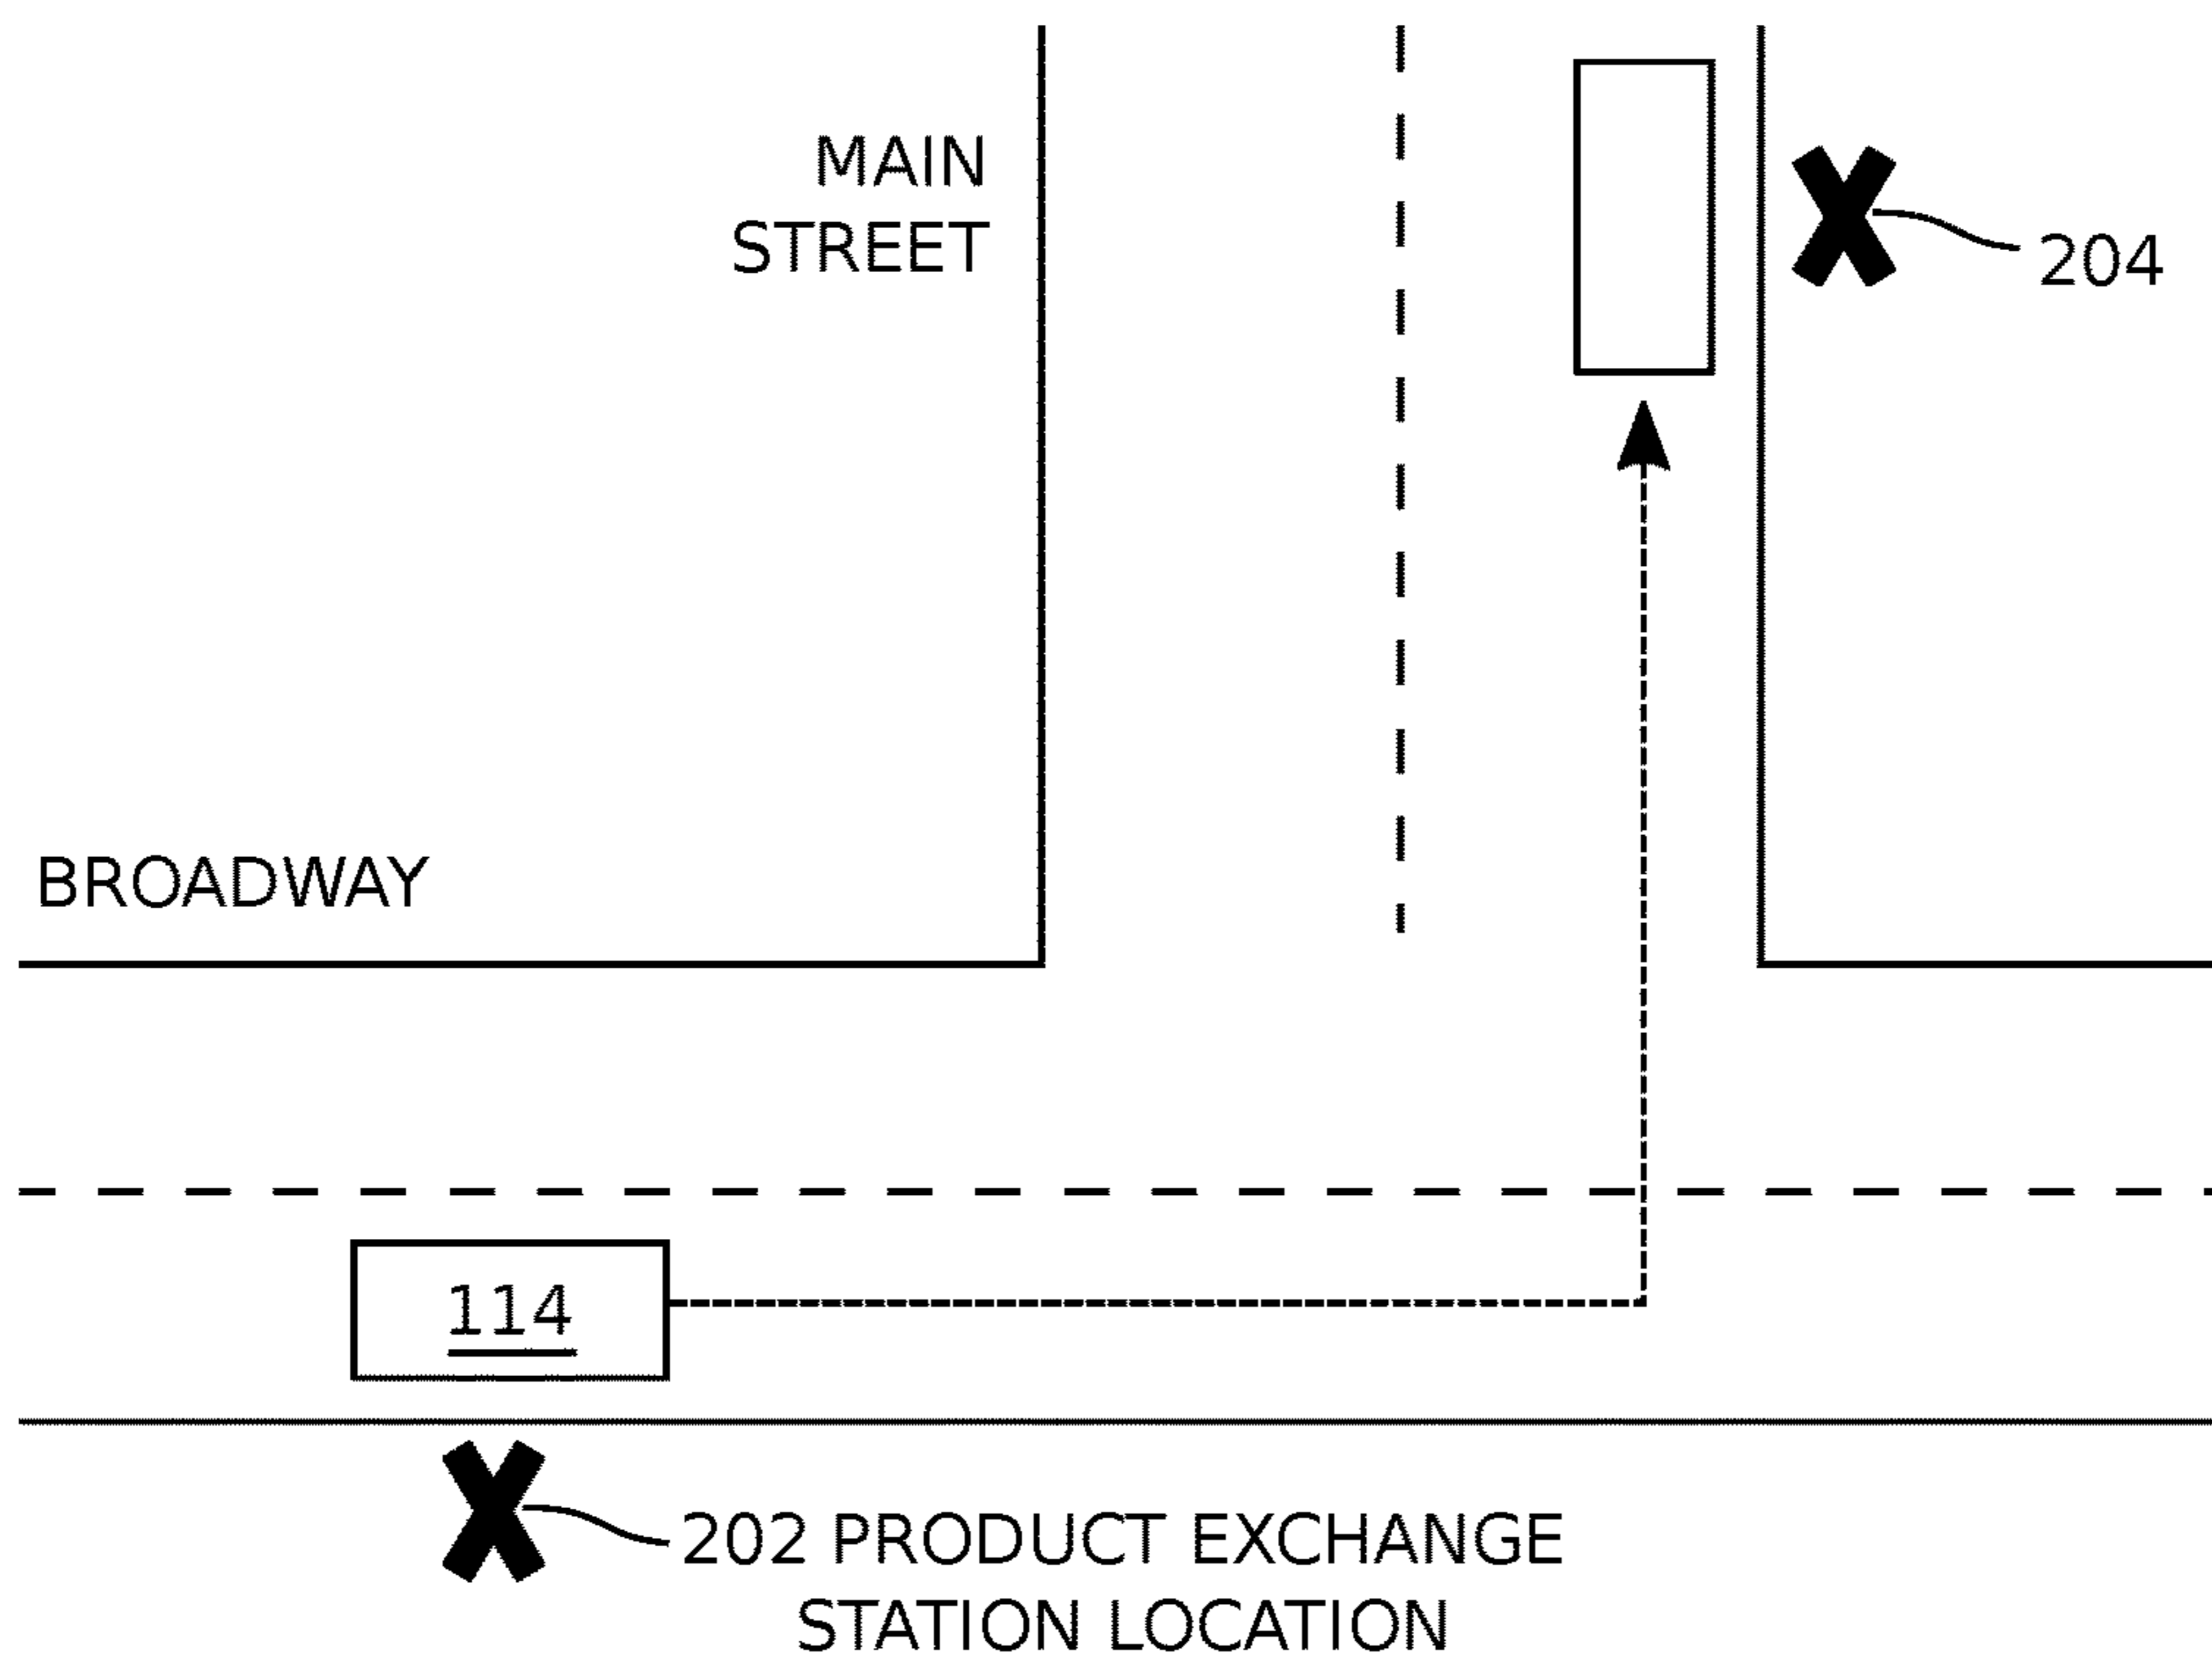 MAIN
STREET
204
BROADWAY
114
202 PRODUCT EXCHANGE
STATION LOCATION